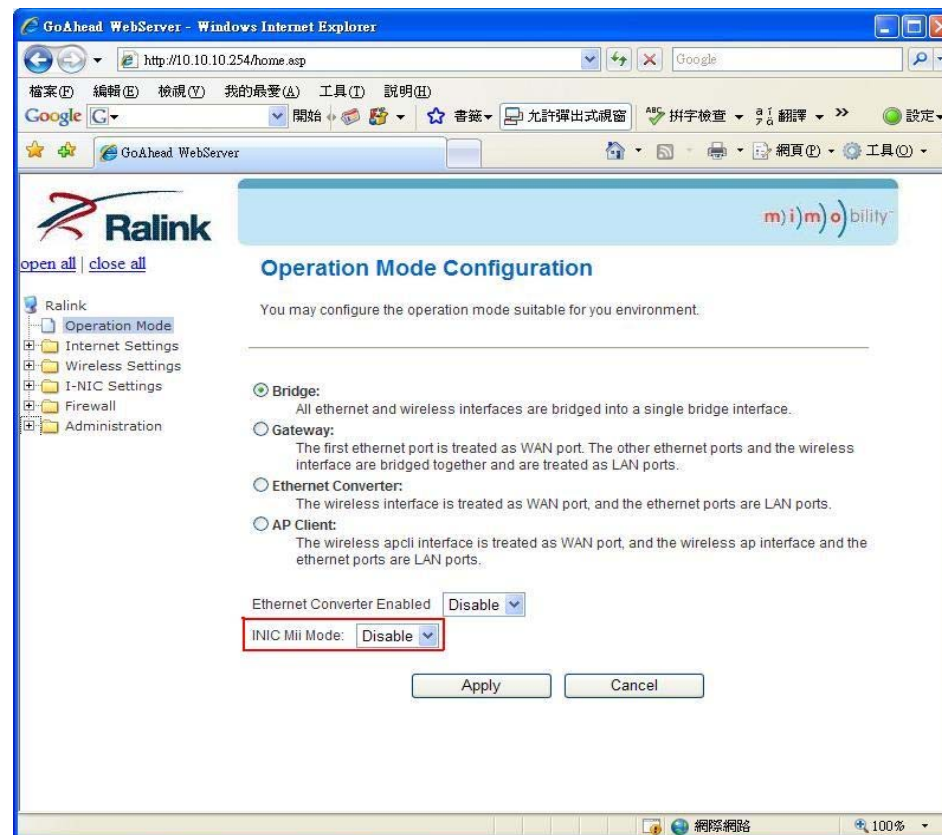 GoAhead WebServer - Windows Internet Explorer
http://10.10.10.254/home.asp
Google
檔案(F) 編輯(E) 檢視(V) 我的最愛(A) 工具(T) 說明(H)
Google G 開始 書籤 允許彈出式視窗 ABC 拼字檢查 翻譯 » 設定
GoAhead WebServer
網頁(P) 工具(O)
Ralink
m)i)m)o)bility
open all | close all
Operation Mode Configuration
Ralink
You may configure the operation mode suitable for you environment.
Operation Mode
Internet Settings
Wireless Settings
I-NIC Settings
Firewall
Administration
Bridge:
All ethernet and wireless interfaces are bridged into a single bridge interface.
Gateway:
The first ethernet port is treated as WAN port. The other ethernet ports and the wireless
interface are bridged together and are treated as LAN ports.
Ethernet Converter:
The wireless interface is treated as WAN port, and the ethernet ports are LAN ports.
AP Client:
The wireless apcli interface is treated as WAN port, and the wireless ap interface and the
ethernet ports are LAN ports.
Ethernet Converter Enabled Disable
INIC Mii Mode: Disable
Apply Cancel
網際網路 100%